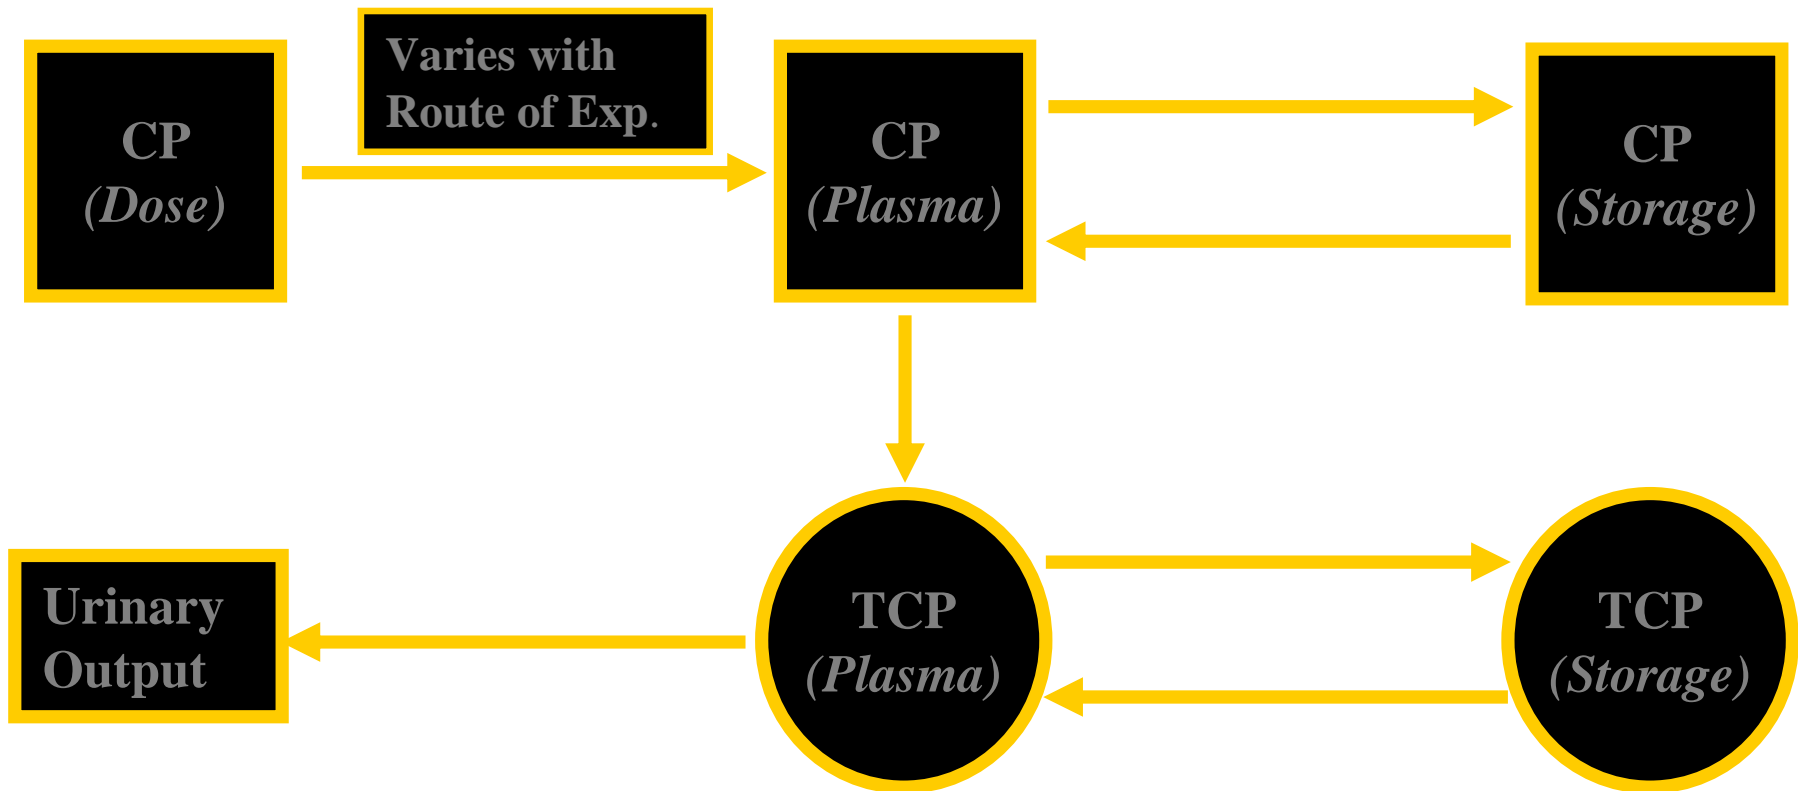 CP
(Dose)
Varies with
Route of Exp.
CP
(Plasma)
CP
(Storage)
Urinary
Output
TCP
(Plasma)
TCP
(Storage)